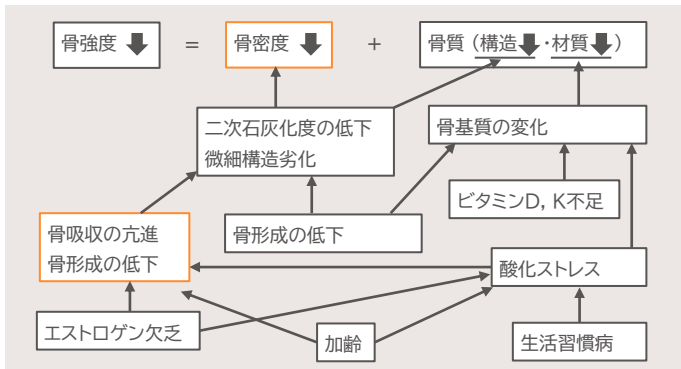 骨強度 ⬇ = 骨密度 ⬇ + 骨質（構造⬇・材質⬇）
二次石灰化度の低下
微細構造劣化
骨基質の変化
ビタミンD, K不足
骨吸収の亢進
骨形成の低下
骨形成の低下
酸化ストレス
エストロゲン欠乏
加齢
生活習慣病